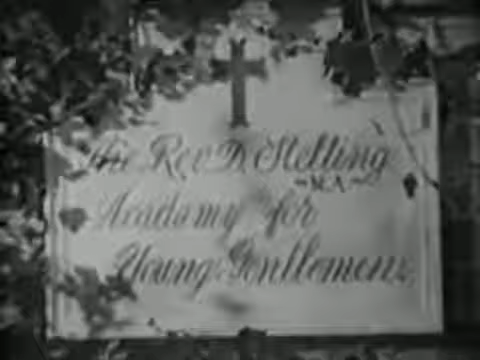 The Rev D. Stelling
~M.A~
Academy for
Young Gentlemen